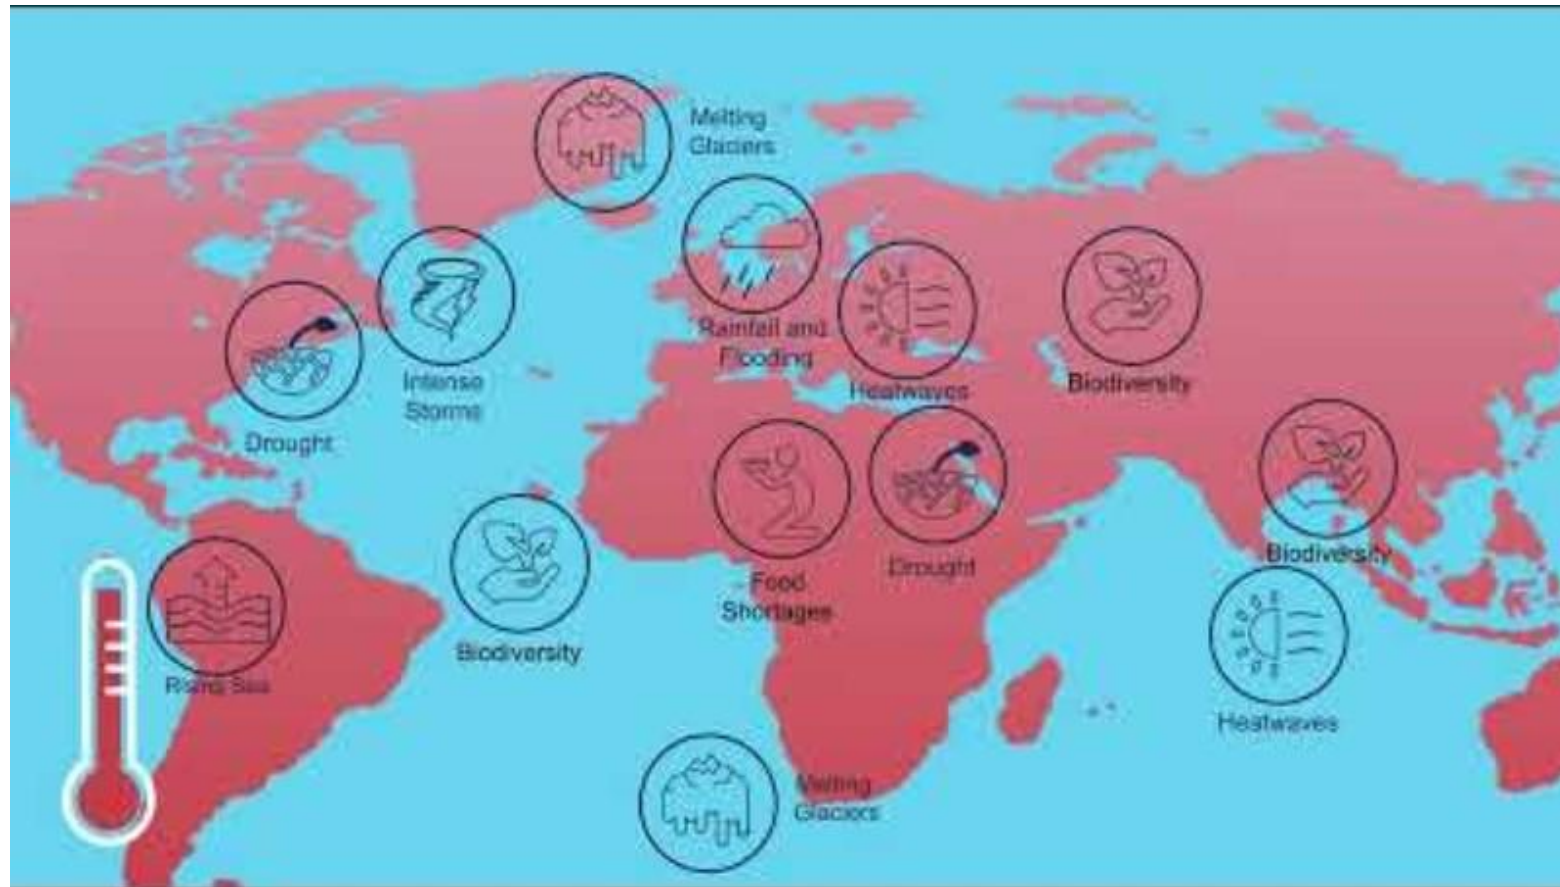 Melting
Glaciers
Rainfall and
Flooding
Intense
Storms
Heatwaves
Biodiversity
Drought
Biodiversity
Food
Shortages
Drought
Biodiversity
Rising Sea
Heatwaves
Melting
Glaciers